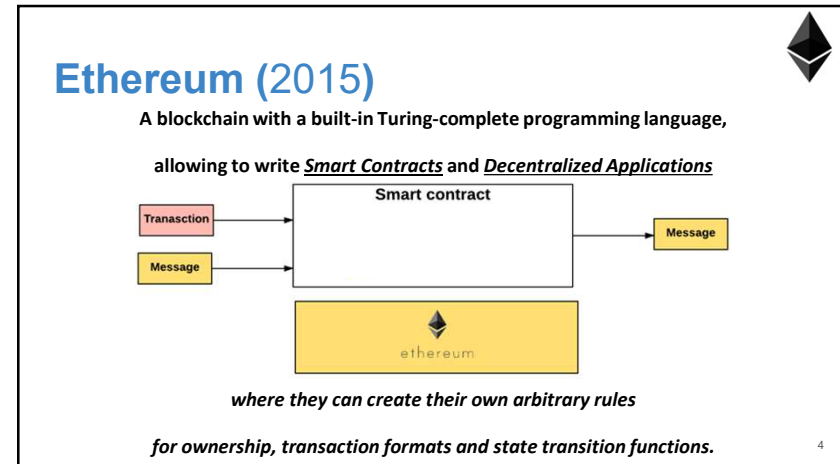 Ethereum (2015)
A blockchain with a built-in Turing-complete programming language,
allowing to write Smart Contracts and Decentralized Applications
Smart contract
Tranasction
Message
Message
ethereum
where they can create their own arbitrary rules
for ownership, transaction formats and state transition functions.
4